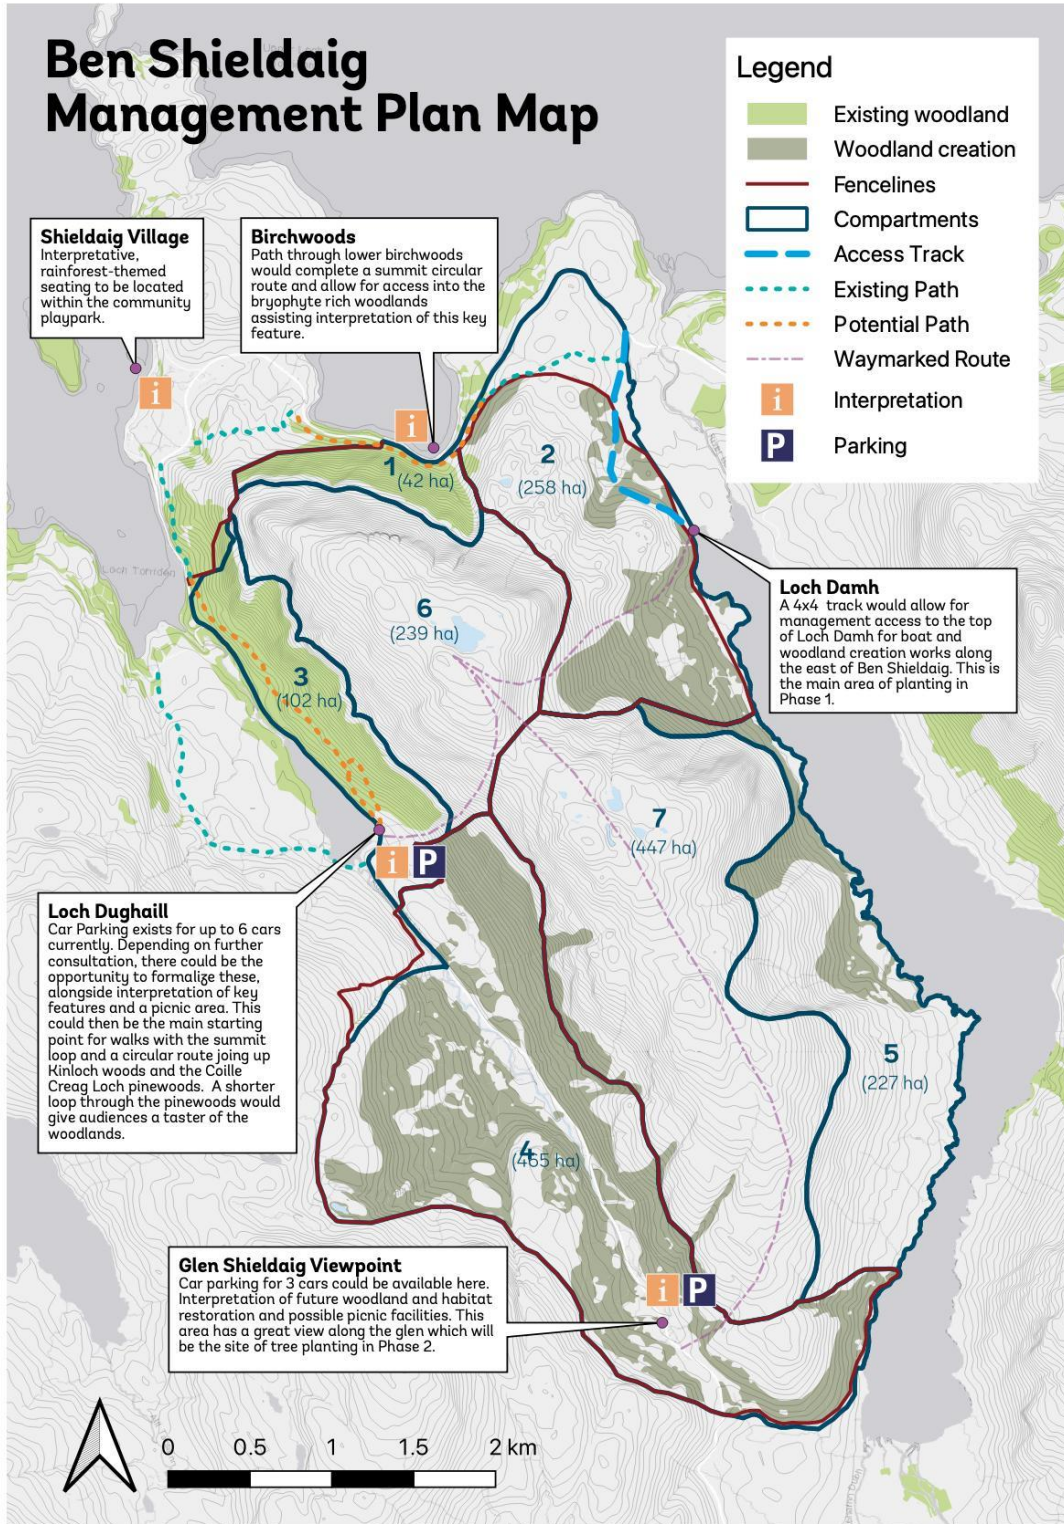 Ben Shieldaig
Management Plan Map
Legend
Existing woodland
Woodland creation
Fencelines
Compartments
Access Track
Existing Path
Potential Path
Waymarked Route
i
Interpretation
P
Parking
Shieldaig Village
Interpretative,
rainforest-themed
seating to be located
within the community
playpark.
i
Birchwoods
Path through lower birchwoods
would complete a summit circular
route and allow for access into the
bryophyte rich woodlands
assisting interpretation of this key
feature.
i
1
(42 ha)
2
(258 ha)
Loch Torridon
Loch Damh
A 4x4 track would allow for
management access to the top
of Loch Damh for boat and
woodland creation works along
the east of Ben Shieldaig. This is
the main area of planting in
Phase 1.
6
(239 ha)
3
(102 ha)
7
(447 ha)
i P
Loch Dughaill
Car Parking exists for up to 6 cars
currently. Depending on further
consultation, there could be the
opportunity to formalize these,
alongside interpretation of key
features and a picnic area. This
could then be the main starting
point for walks with the summit
loop and a circular route joing up
Kinloch woods and the Coille
Creag Loch pinewoods. A shorter
loop through the pinewoods would
give audiences a taster of the
woodlands.
5
(227 ha)
4
(465 ha)
Glen Shieldaig Viewpoint
Car parking for 3 cars could be available here.
Interpretation of future woodland and habitat
restoration and possible picnic facilities. This
area has a great view along the glen which will
be the site of tree planting in Phase 2.
i P
0 0.5 1 1.5 2 km